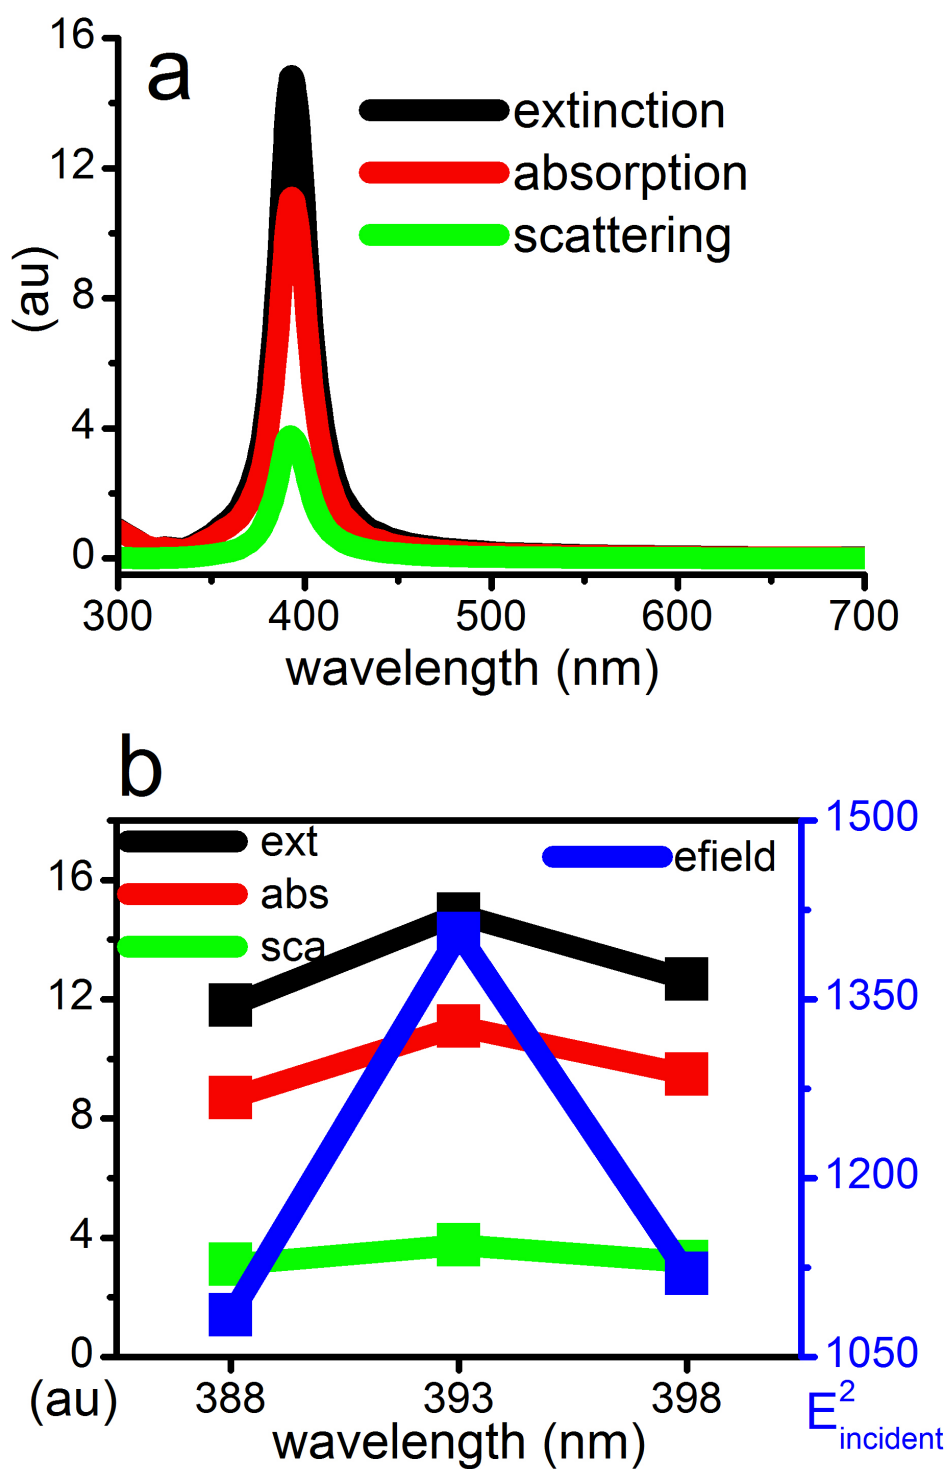 a
16
12
8
4
0
(au)
extinction
absorption
scattering
300 400 500 600 700
wavelength (nm)
b
ext
abs
sca
efield
16
12
8
4
0
1500
1350
1200
1050
(au)
388 393 398
wavelength (nm)
E²incident